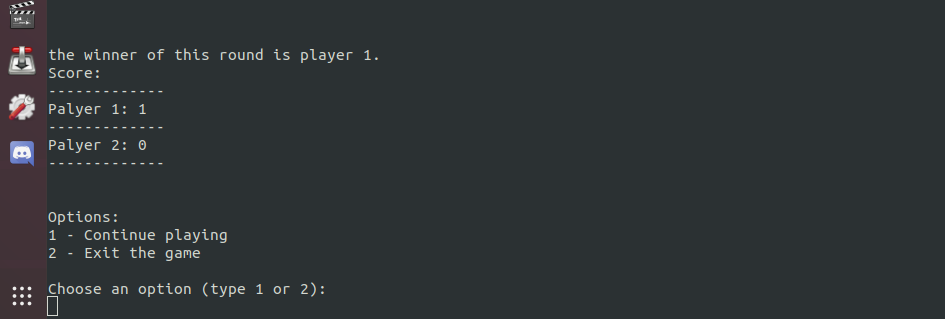 the winner of this round is player 1.
Score:
-------------
Palyer 1: 1
-------------
Palyer 2: 0
-------------
Options:
1 - Continue playing
2 - Exit the game
Choose an option (type 1 or 2):